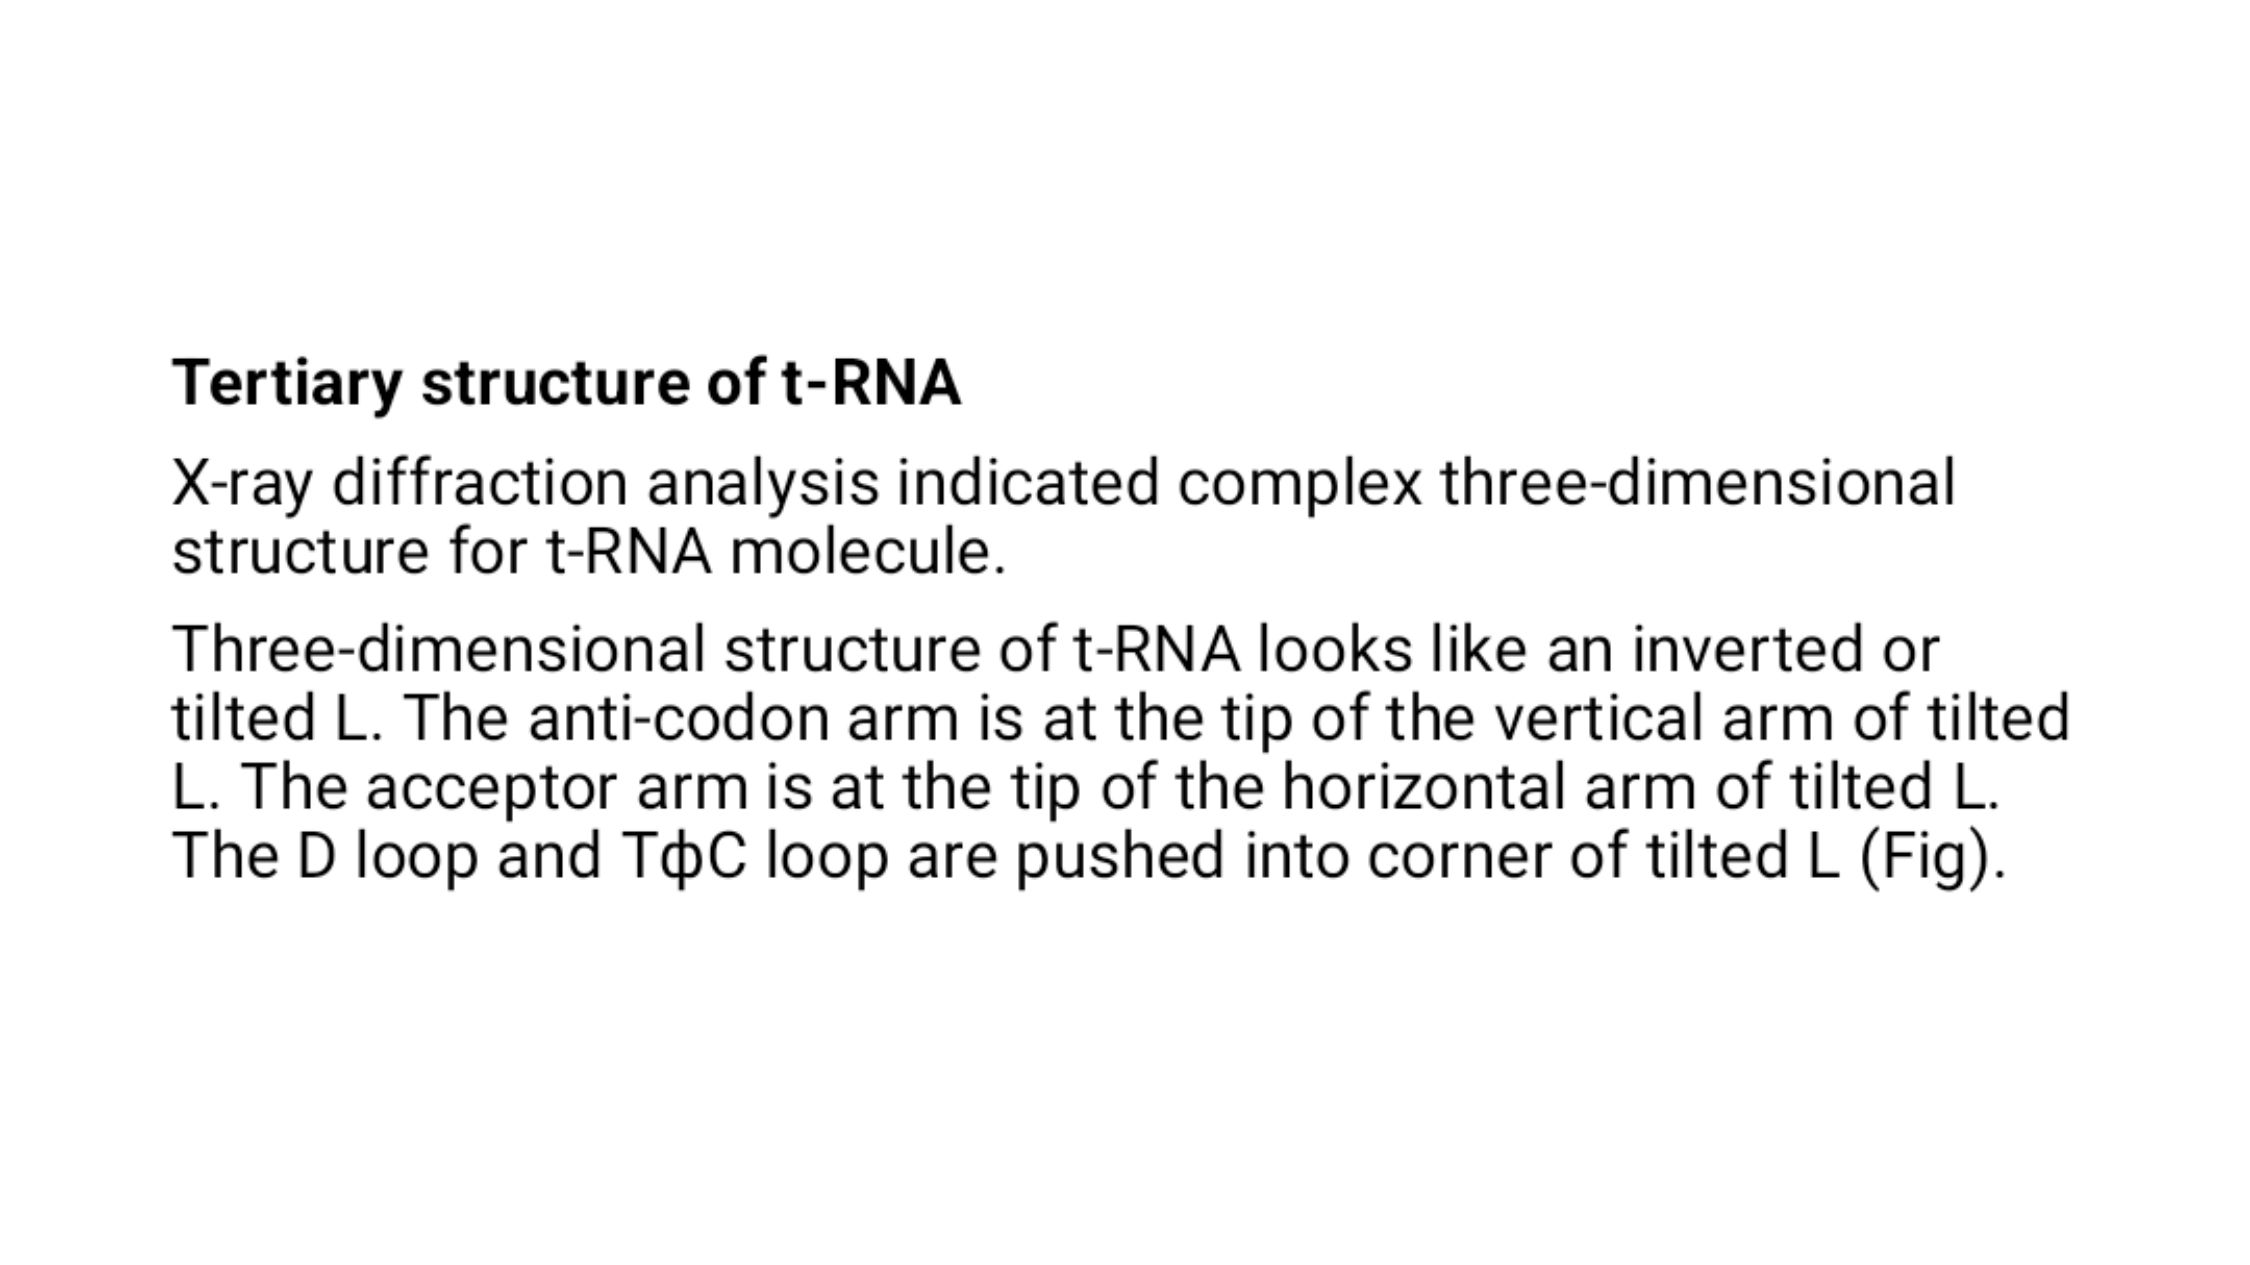 Tertiary structure of t-RNA
X-ray diffraction analysis indicated complex three-dimensional
structure for t-RNA molecule.
Three-dimensional structure of t-RNA looks like an inverted or
tilted L. The anti-codon arm is at the tip of the vertical arm of tilted
L. The acceptor arm is at the tip of the horizontal arm of tilted L.
The D loop and TфC loop are pushed into corner of tilted L (Fig).